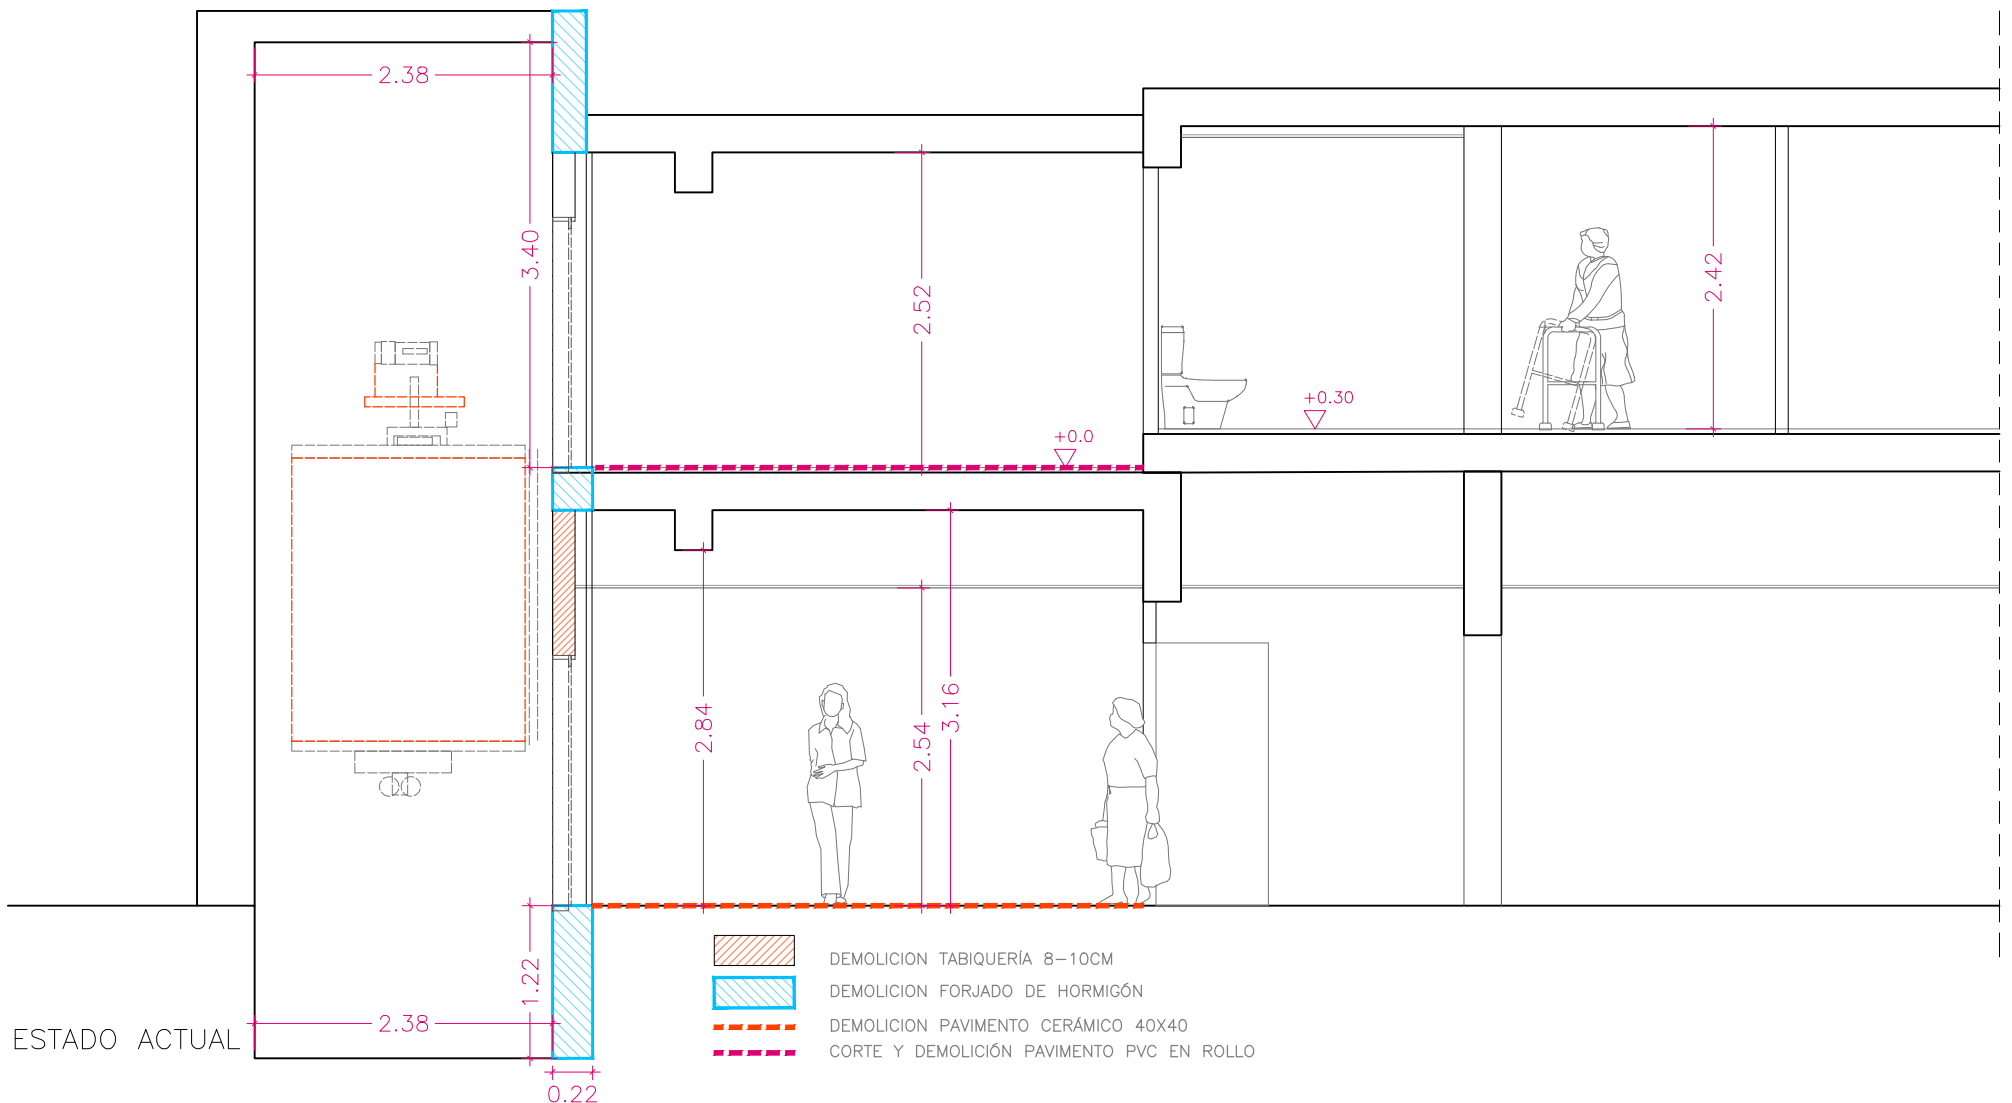 2.38
3.40
2.52
2.42
+0.30
+0.0
2.84
2.54
3.16
1.22
2.38
0.22
ESTADO ACTUAL
DEMOLICION TABIQUERÍA 8-10CM
DEMOLICION FORJADO DE HORMIGÓN
DEMOLICION PAVIMENTO CERÁMICO 40X40
CORTE Y DEMOLICIÓN PAVIMENTO PVC EN ROLLO